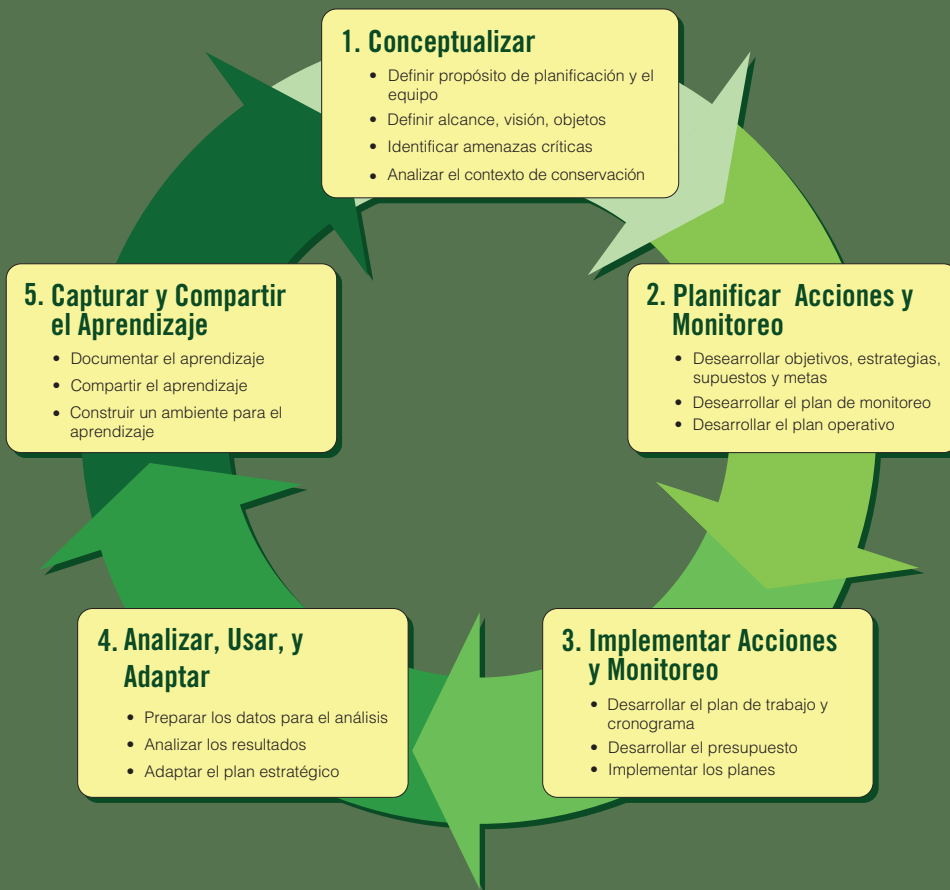 1. Conceptualizar
• Definir propósito de planificación y el
equipo
• Definir alcance, visión, objetos
• Identificar amenazas críticas
• Analizar el contexto de conservación
2. Planificar Acciones y
Monitoreo
• Desearrollar objetivos, estrategias,
supuestos y metas
• Desearrollar el plan de monitoreo
• Desarrollar el plan operativo
3. Implementar Acciones
y Monitoreo
• Desarrollar el plan de trabajo y
cronograma
• Desarrollar el presupuesto
• Implementar los planes
4. Analizar, Usar, y
Adaptar
• Preparar los datos para el análisis
• Analizar los resultados
• Adaptar el plan estratégico
5. Capturar y Compartir
el Aprendizaje
• Documentar el aprendizaje
• Compartir el aprendizaje
• Construir un ambiente para el
aprendizaje